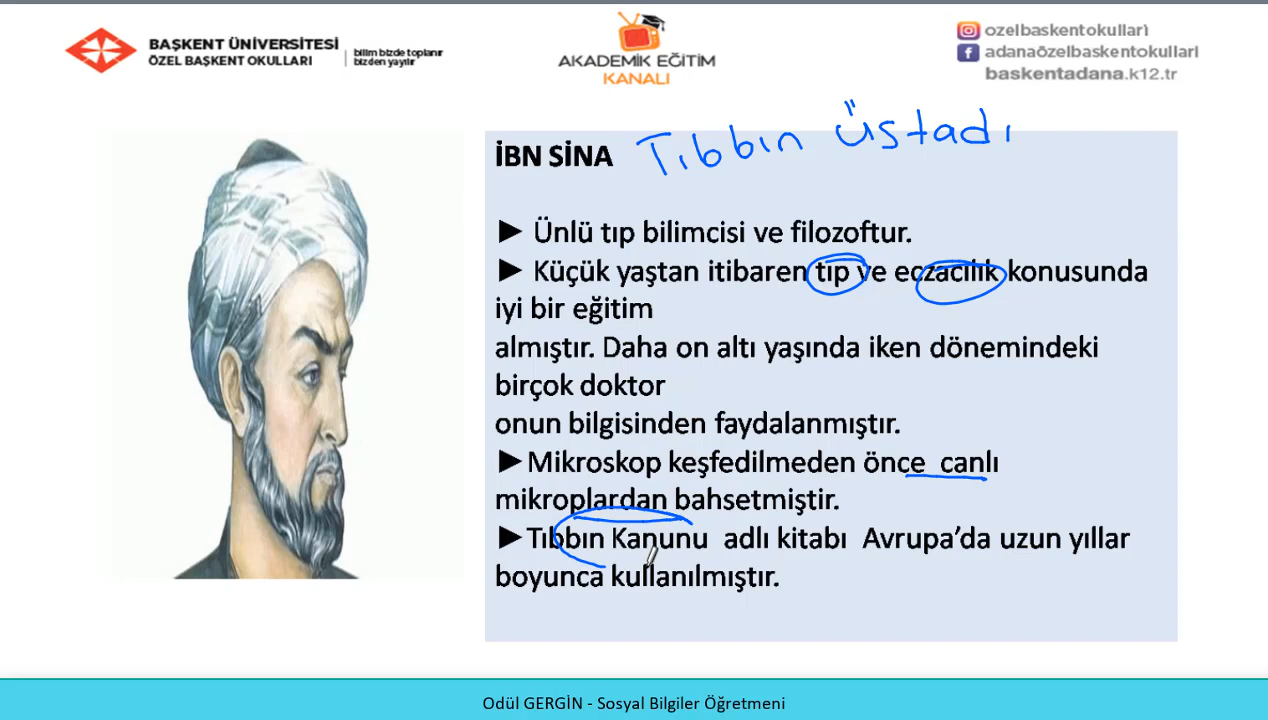 BAŞKENT ÜNİVERSİTESİ
ÖZEL BAŞKENT OKULLARI
bilim bizde toplanır
bizden yayılır
AKADEMİK EĞİTİM
KANALI
ozelbaskentokullari
adanaözelbaskentokullari
baskentadana.k12.tr
İBN SİNA Tıbbın üstadı
►Ünlü tıp bilimcisi ve filozoftur.
►Küçük yaştan itibaren tıp ve eczacılık konusunda
iyi bir eğitim
almıştır. Daha on altı yaşında iken dönemindeki
birçok doktor
onun bilgisinden faydalanmıştır.
►Mikroskop keşfedilmeden önce canlı
mikroplardan bahsetmiştir.
►Tıbbın Kanunu adlı kitabı Avrupa’da uzun yıllar
boyunca kullanılmıştır.
Odül GERGİN - Sosyal Bilgiler Öğretmeni